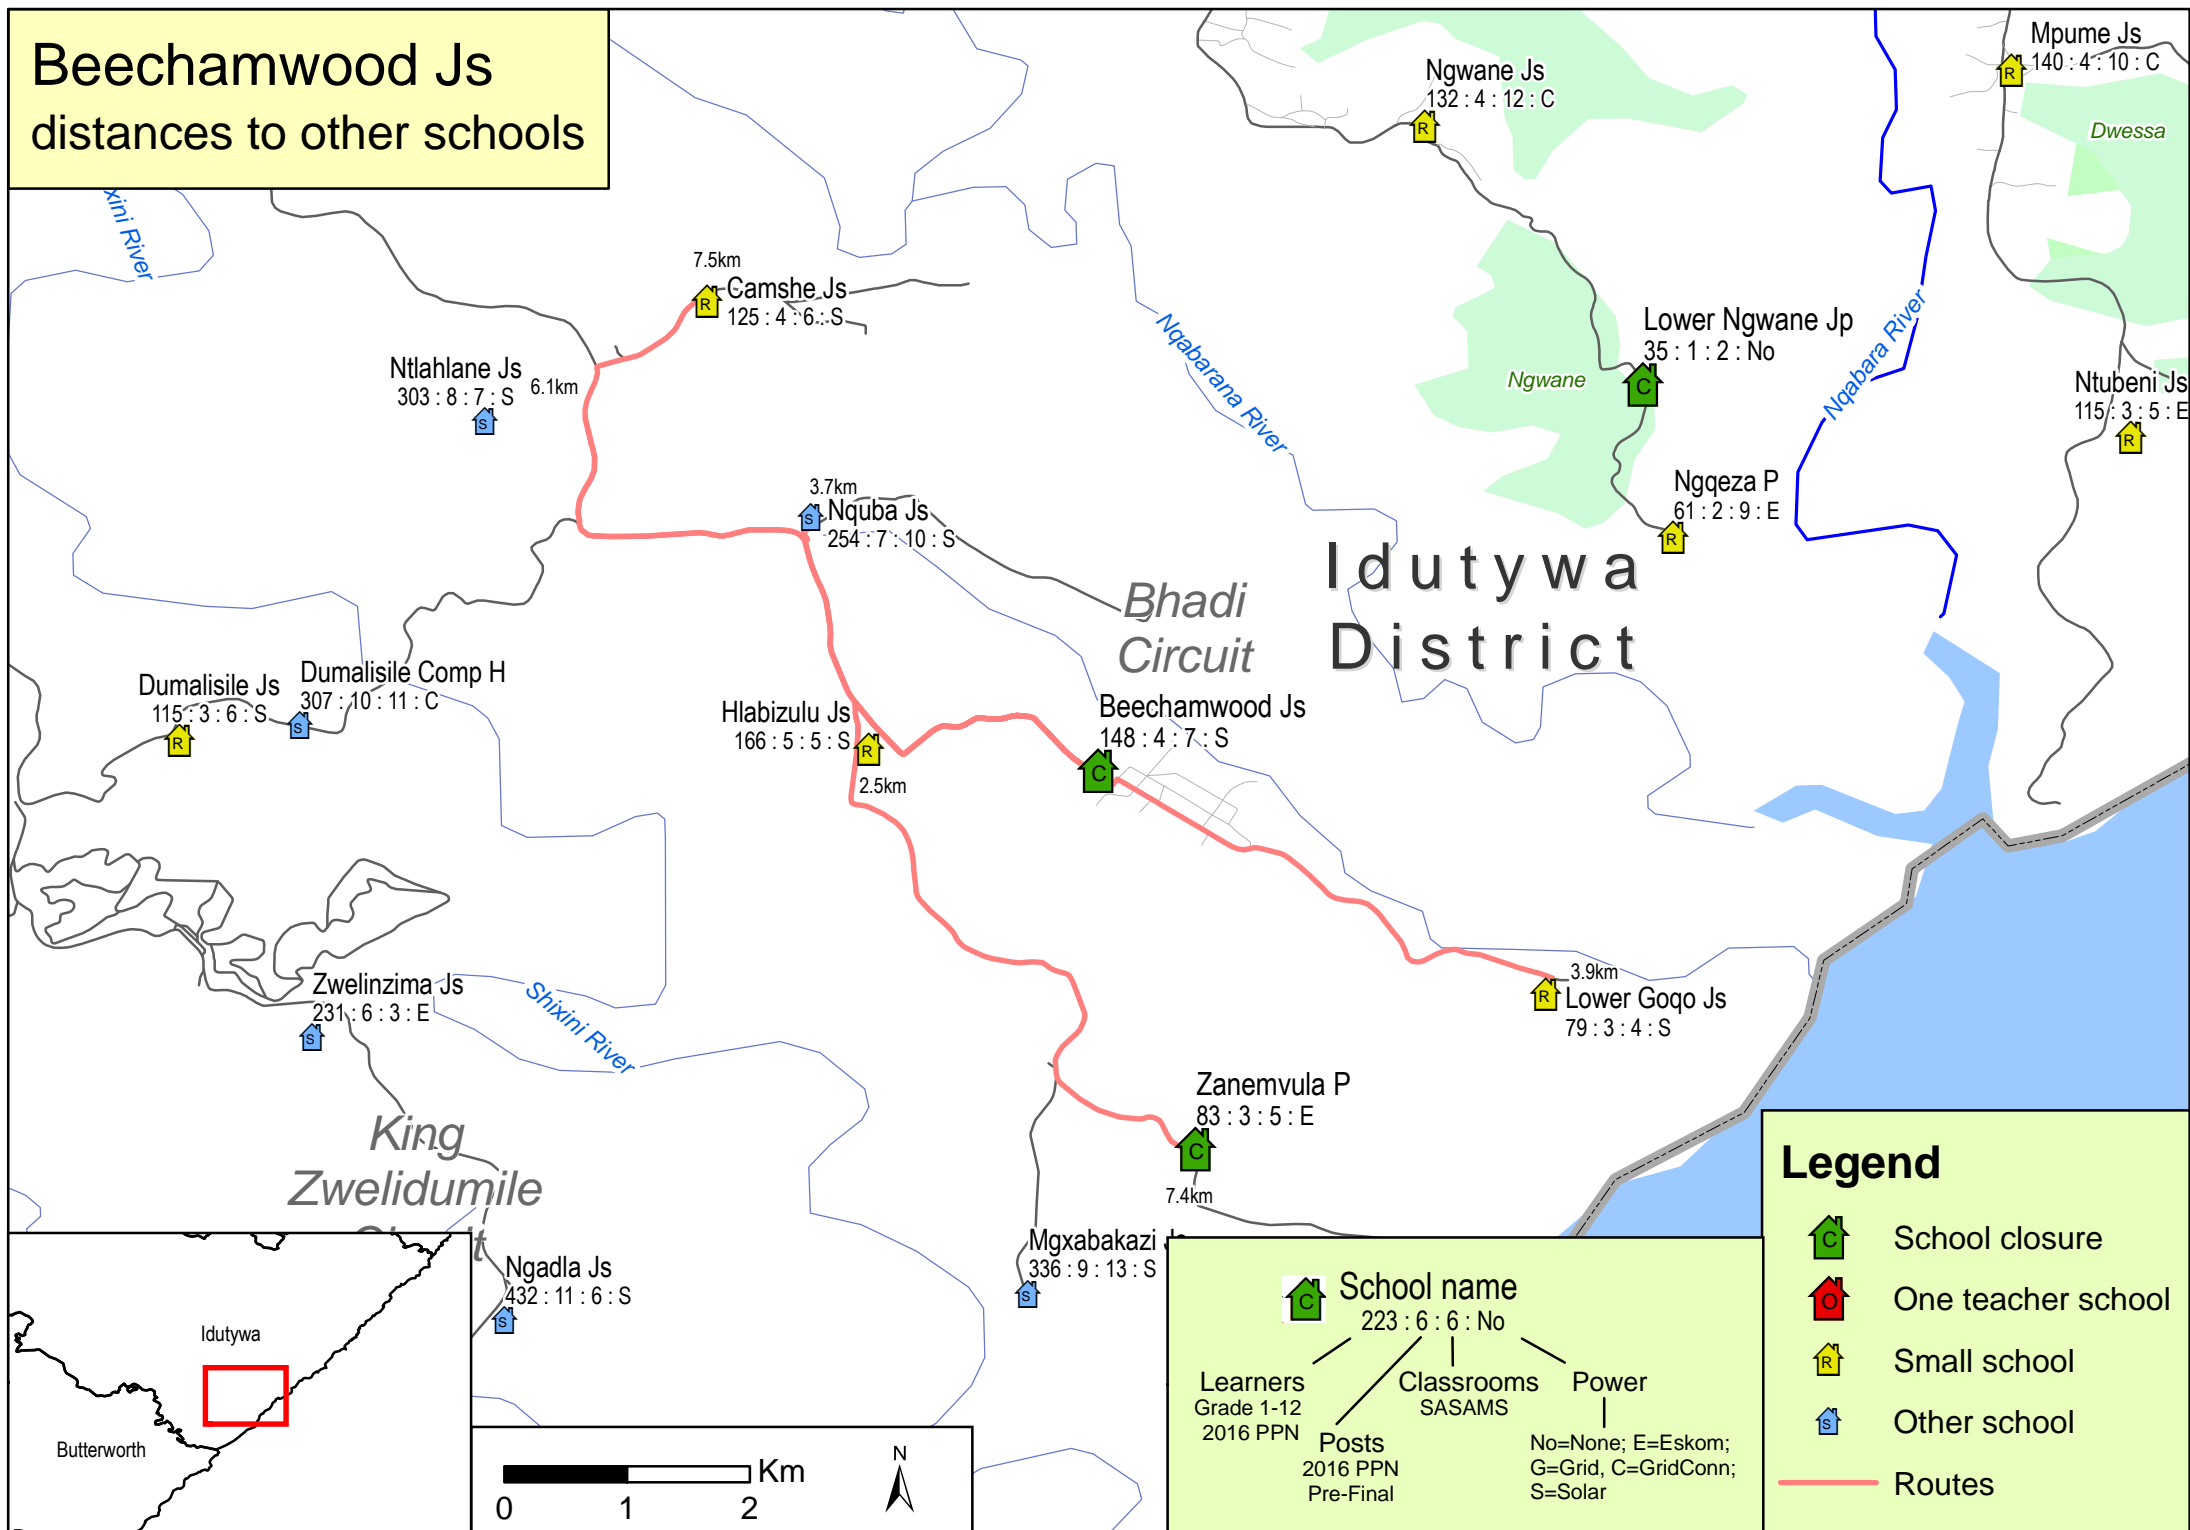 Beechamwood Js
distances to other schools
xini River
Mpume Js
140 : 4 : 10 : C
Ngwane Js
132 : 4 : 12 : C
Dwessa
7.5km
Camshe Js
125 : 4 : 6 : S
Nqabarana River
Lower Ngwane Jp
35 : 1 : 2 : No
Nqabara River
Ntlahlane Js
303 : 8 : 7 : S
6.1km
Ngwane
Ntubeni Js
115 : 3 : 5 : E
3.7km
Nquba Js
254 : 7 : 10 : S
Ngqeza P
61 : 2 : 9 : E
Idutywa
District
Bhadi
Circuit
Dumalisile Js
115 : 3 : 6 : S
Dumalisile Comp H
307 : 10 : 11 : C
Hlabizulu Js
166 : 5 : 5 : S
2.5km
Beechamwood Js
148 : 4 : 7 : S
Zwelinzima Js
231 : 6 : 3 : E
Shixini River
3.9km
Lower Goqo Js
79 : 3 : 4 : S
Zanemvula P
83 : 3 : 5 : E
7.4km
King
Zwelidumile
Mgxabakazi
336 : 9 : 13 : S
Ngadla Js
432 : 11 : 6 : S
Idutywa
Butterworth
Km
0 1 2
N
School name
223 : 6 : 6 : No
Learners
Grade 1-12
2016 PPN
Posts
2016 PPN
Pre-Final
Classrooms
SASAMS
Power
No=None; E=Eskom;
G=Grid, C=GridConn;
S=Solar
Legend
C School closure
O One teacher school
R Small school
S Other school
Routes